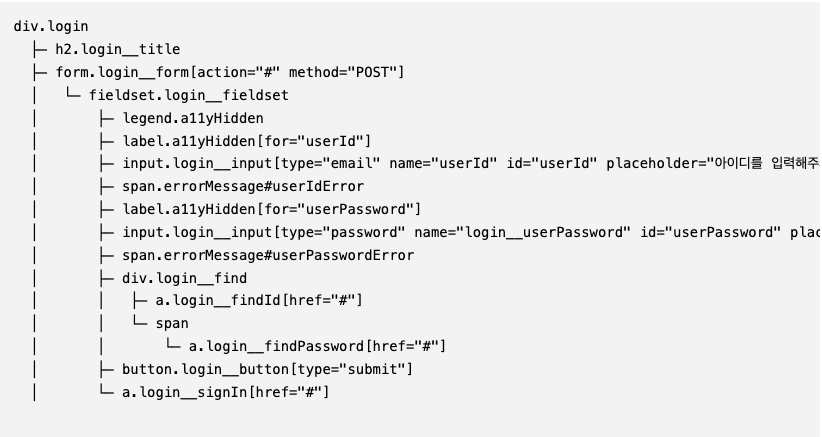 div.login
├─ h2.login__title
├─ form.login__form[action="#" method="POST"]
│  └─ fieldset.login__fieldset
│      ├─ legend.a11yHidden
│      ├─ label.a11yHidden[for="userId"]
│      ├─ input.login__input[type="email" name="userId" id="userId" placeholder="아이디를 입력해주
│      ├─ span.errorMessage#userIdError
│      ├─ label.a11yHidden[for="userPassword"]
│      ├─ input.login__input[type="password" name="login__userPassword" id="userPassword" plac
│      ├─ span.errorMessage#userPasswordError
│      ├─ div.login__find
│      │   ├─ a.login__findId[href="#"]
│      │   └─ span
│      │       └─ a.login__findPassword[href="#"]
│      ├─ button.login__button[type="submit"]
│      └─ a.login__signIn[href="#"]